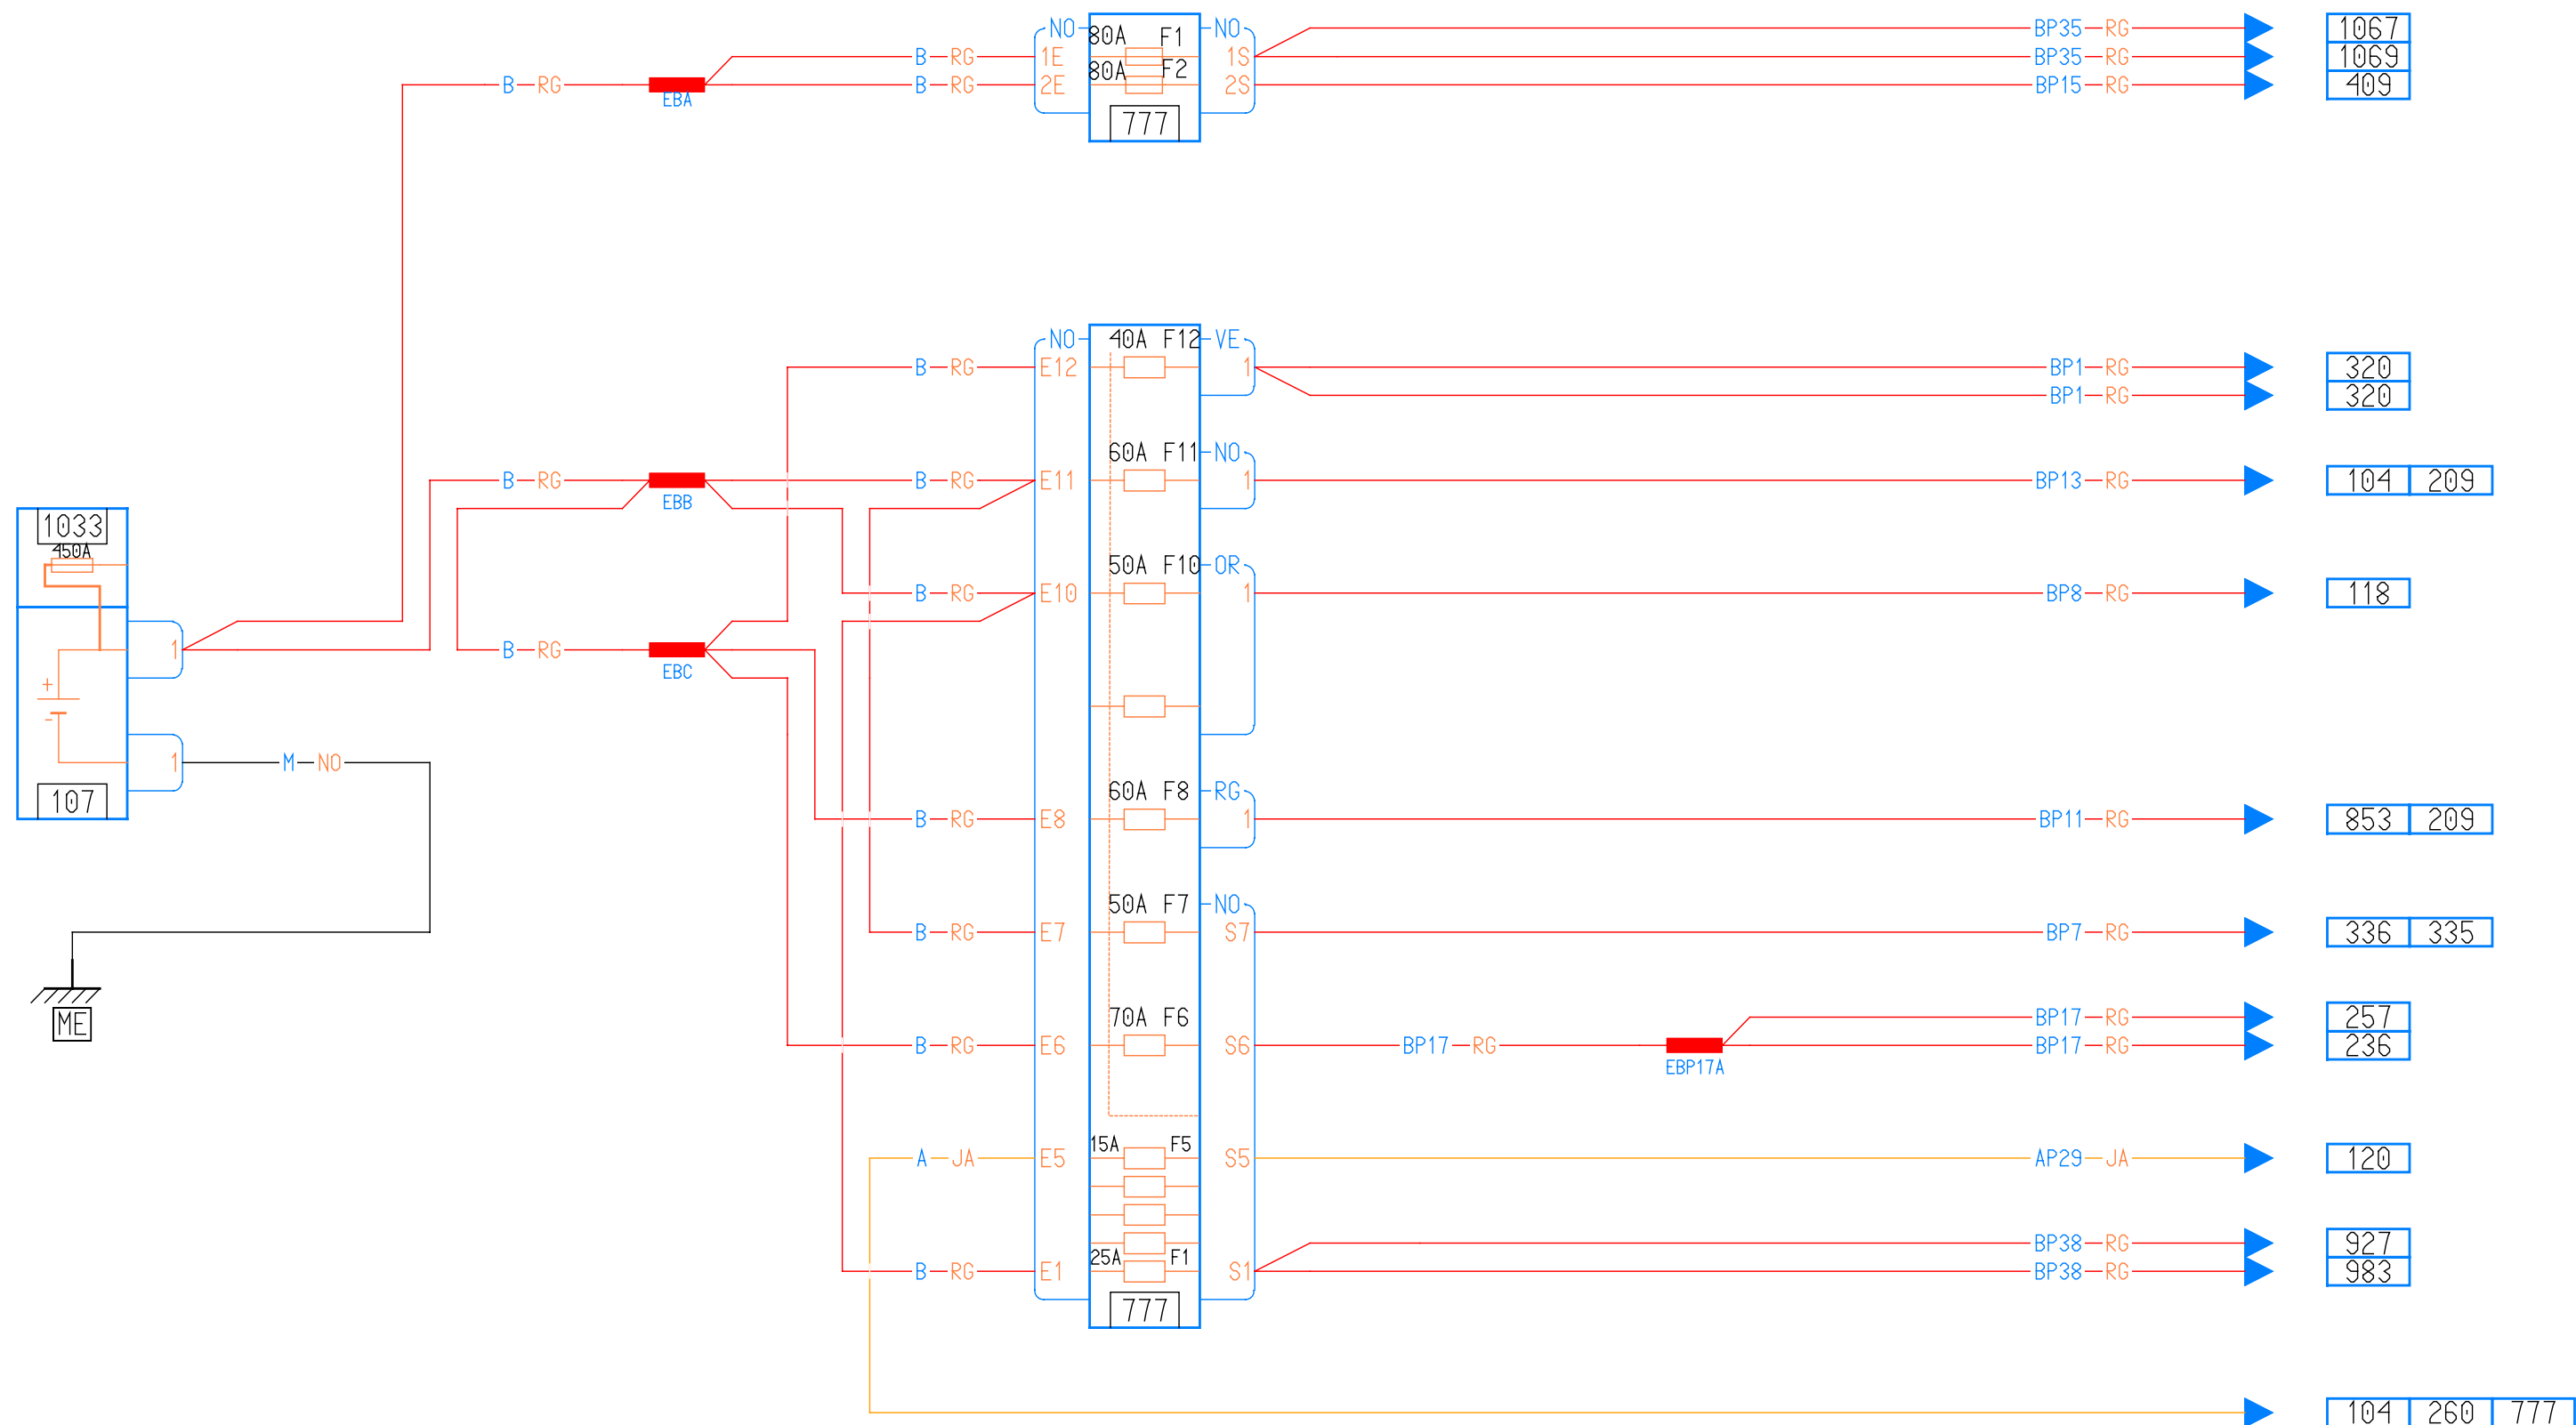 NO 80A F1 NO BP35 RG 1067
B RG 1E 1S BP35 RG 1069
B RG B RG 2E 80A F2 2S BP15 RG 409
EBA
777
NO 40A F12 VE
B RG E12 1 BP1 RG 320
BP1 RG 320
60A F11 NO
B RG B RG E11 1 BP13 RG 104 209
EBB
1033
450A
50A F10 OR
B RG E10 1 BP8 RG 118
1 B RG
EBC
+
-
1 M NO
107
60A F8 RG
B RG E8 1 BP11 RG 853 209
50A F7 NO
B RG E7 S7 BP7 RG 336 335
ME
70A F6 BP17 RG 257
B RG E6 S6 BP17 RG BP17 RG 236
EBP17A
15A F5
A JA E5 S5 AP29 JA 120
BP38 RG 927
25A F1
B RG E1 S1 BP38 RG 983
777
104 260 777